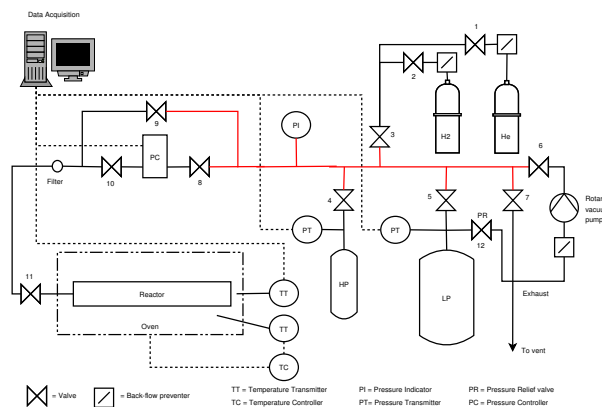 Data Acquisition
1
2
H2
He
3
9
PI
PC
6
Filter
10
8
4
5
7
Rotary
vacuum
pump
PT
PT
PR
12
11
HP
LP
Exhaust
Reactor
TT
Oven
TT
TC
To vent
= Valve
= Back-flow preventer
TT = Temperature Transmitter
PI = Pressure Indicator
PR = Pressure Relief valve
TC = Temperature Controller
PT= Pressure Transmitter
PC = Pressure Controller